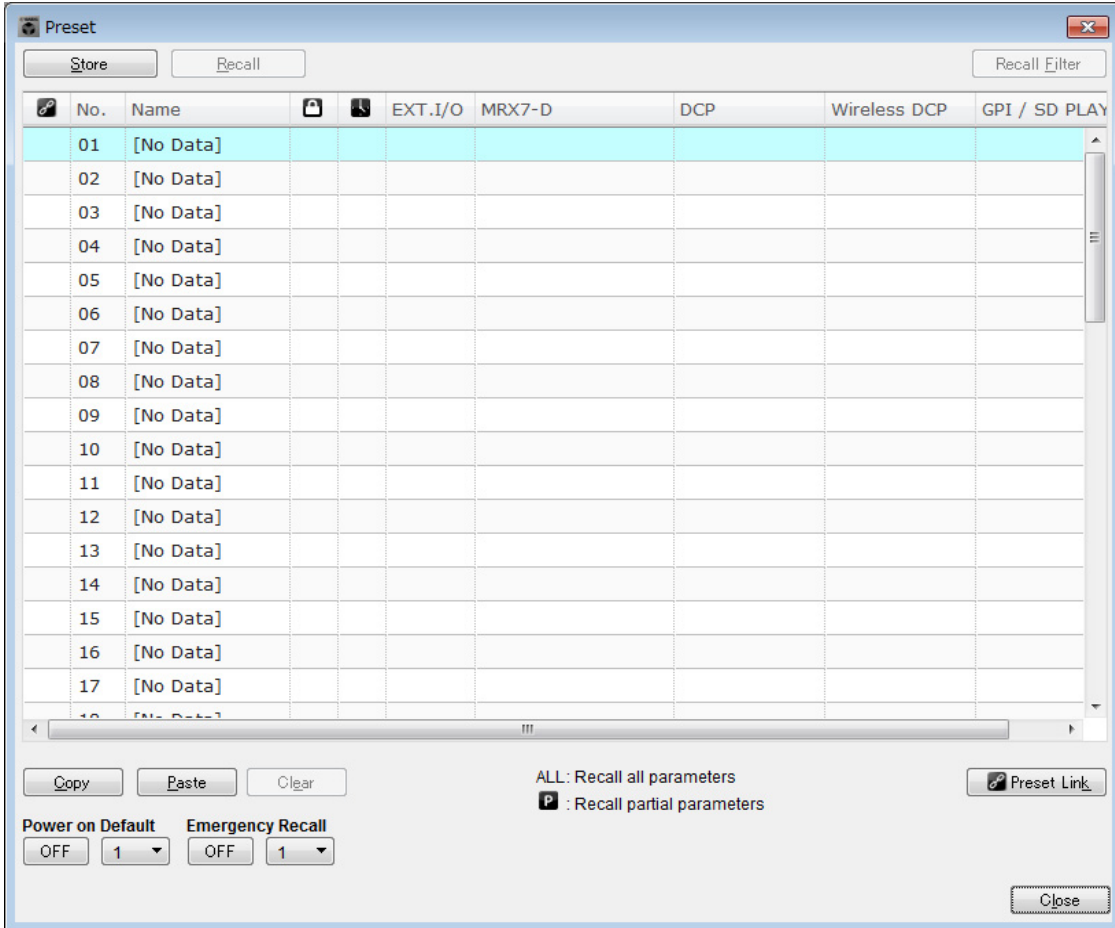 Preset
Store Recall Recall Filter
No. Name EXT.I/O MRX7-D DCP Wireless DCP GPI / SD PLAY
01 [No Data]
02 [No Data]
03 [No Data]
04 [No Data]
05 [No Data]
06 [No Data]
07 [No Data]
08 [No Data]
09 [No Data]
10 [No Data]
11 [No Data]
12 [No Data]
13 [No Data]
14 [No Data]
15 [No Data]
16 [No Data]
17 [No Data]
Copy Paste Clear ALL: Recall all parameters Preset Link
P : Recall partial parameters
Power on Default Emergency Recall
OFF 1 OFF 1
Close